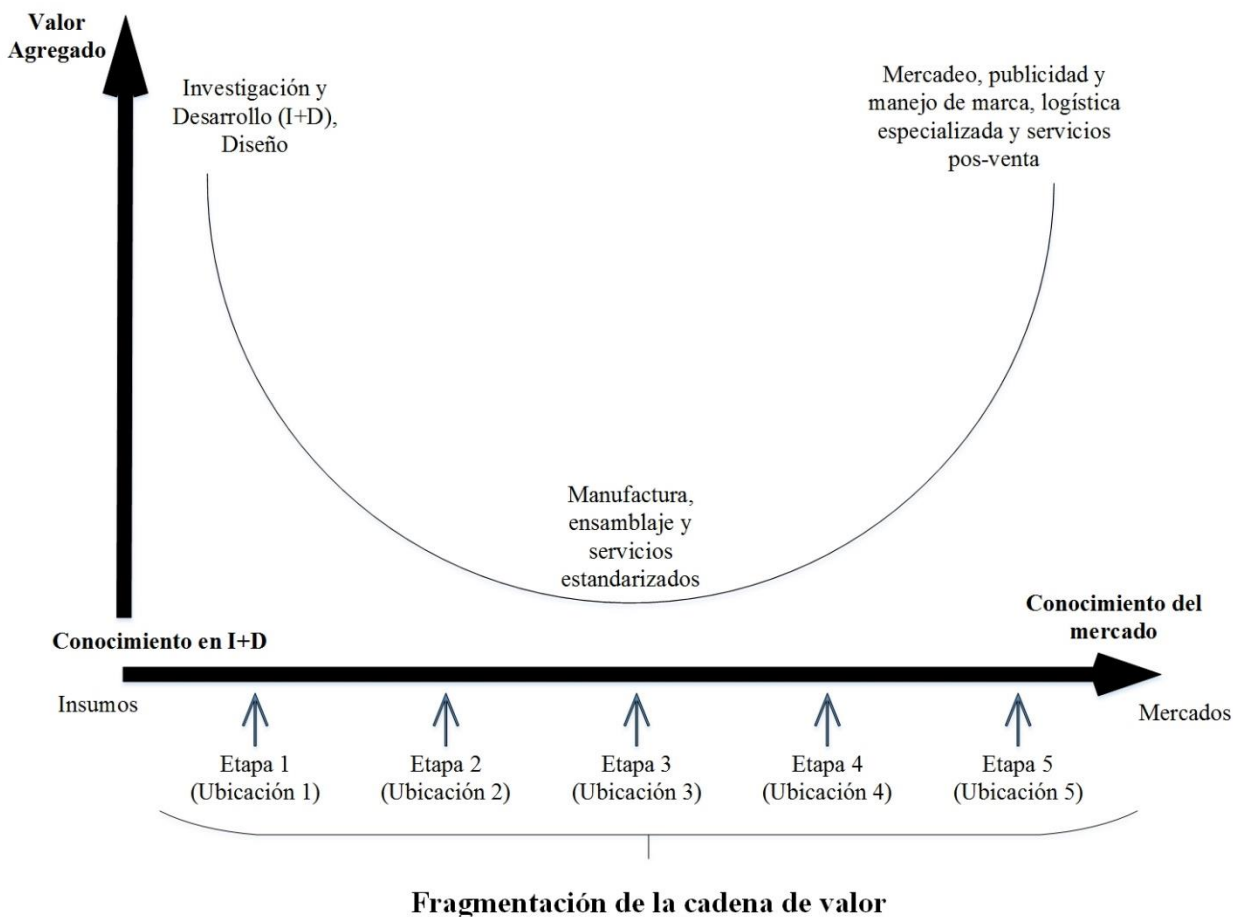 Valor
Agregado
Investigación y
Desarrollo (I+D),
Diseño
Mercadeo, publicidad y
manejo de marca, logística
especializada y servicios
pos-venta
Manufactura,
ensamblaje y
servicios
estandarizados
Conocimiento en I+D
Conocimiento del
mercado
Insumos
Mercados
Etapa 1
(Ubicación 1)
Etapa 2
(Ubicación 2)
Etapa 3
(Ubicación 3)
Etapa 4
(Ubicación 4)
Etapa 5
(Ubicación 5)
Fragmentación de la cadena de valor